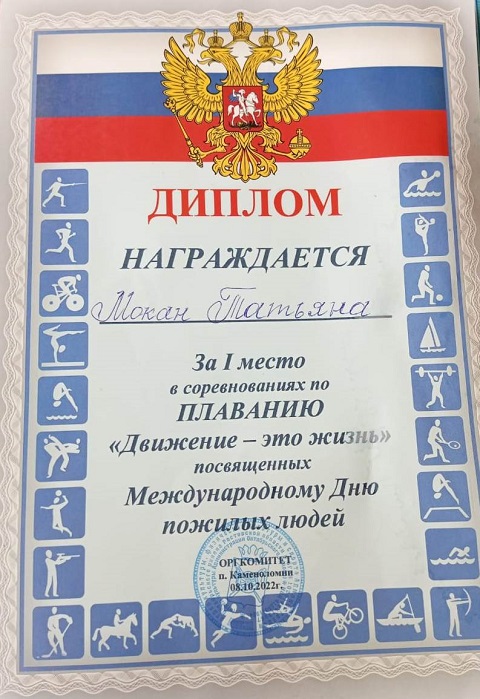 ДИПЛОМ
НАГРАЖДАЕТСЯ
Мокан Татьяна
За I место
в соревнованиях по
ПЛАВАНИЮ
«Движение – это жизнь»
посвященных
Международному Дню
пожилых людей
ОРГКОМИТЕТ
п. Каменоломни
08.10.2022г.